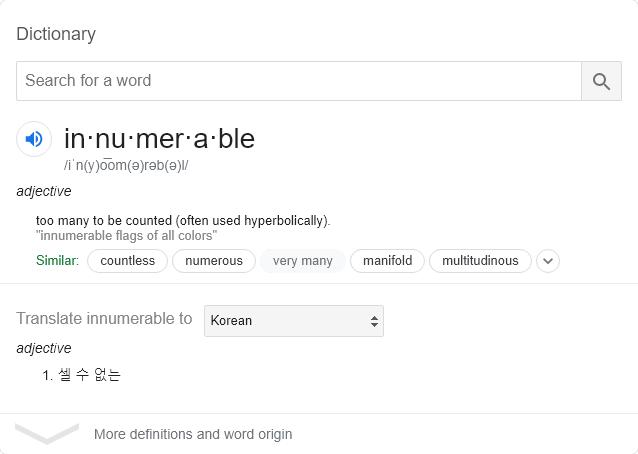 Dictionary
Search for a word
in·nu·mer·a·ble
/iˈn(y)o͞om(ə)rəb(ə)l/
adjective
too many to be counted (often used hyperbolically).
"innumerable flags of all colors"
Similar: countless numerous very many manifold multitudinous
Translate innumerable to Korean
adjective
1. 셀 수 없는
More definitions and word origin